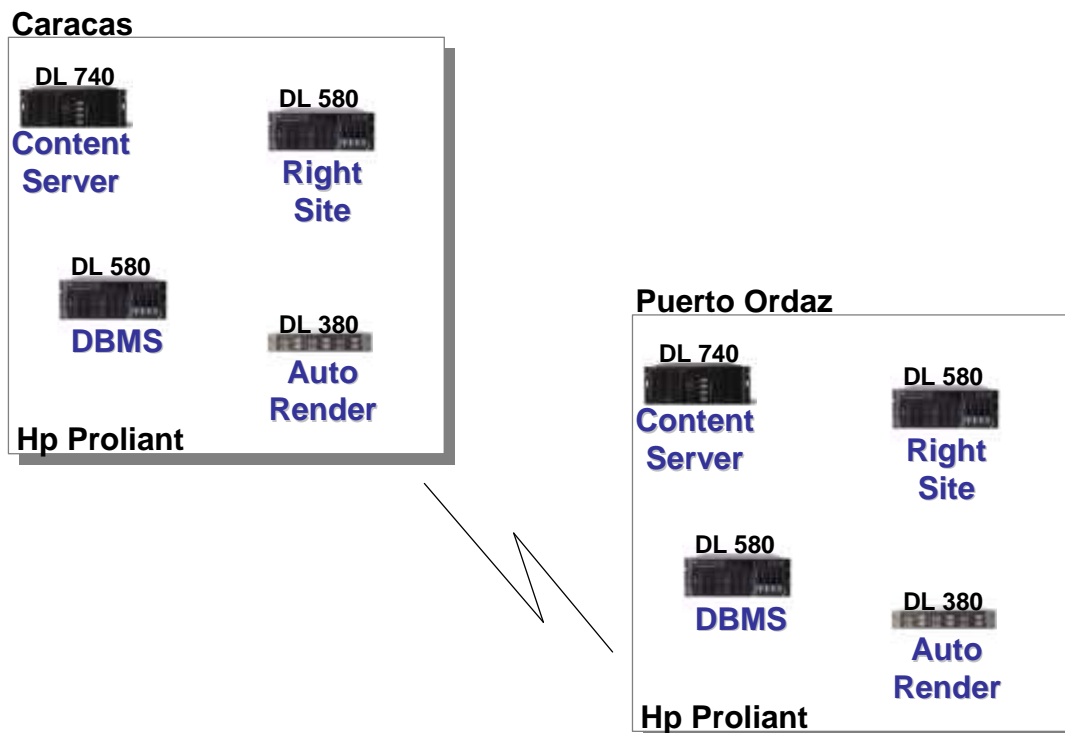 Caracas
DL 740
Content
Server
DL 580
Right
Site
DL 580
DBMS
DL 380
Auto
Render
Hp Proliant
Puerto Ordaz
DL 740
Content
Server
DL 580
Right
Site
DL 580
DBMS
DL 380
Auto
Render
Hp Proliant